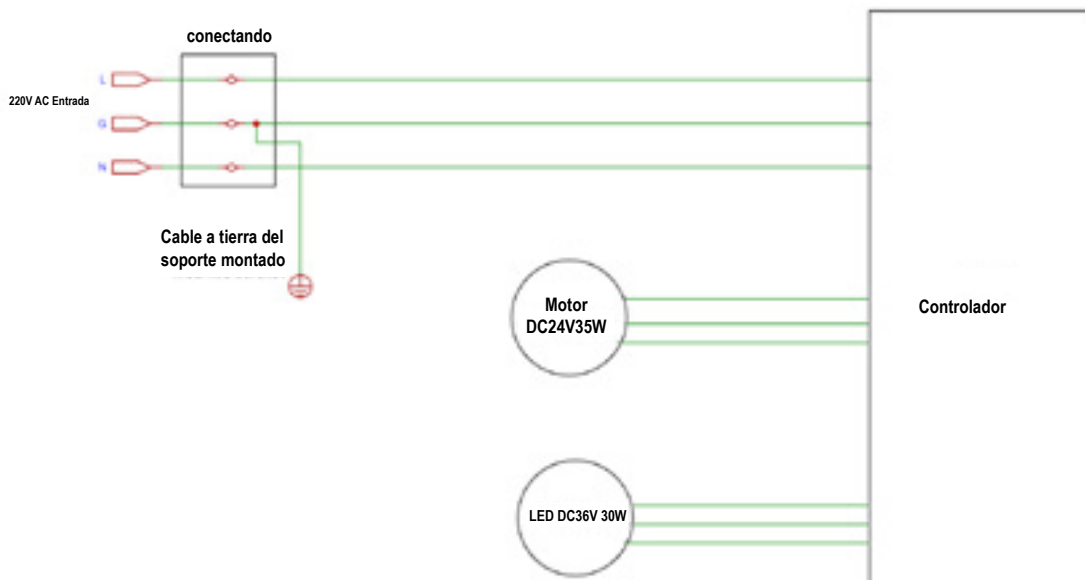 conectando
L
220V AC Entrada
G
N
Cable a tierra del
soporte montado
Motor
DC24V35W
Controlador
LED DC36V 30W